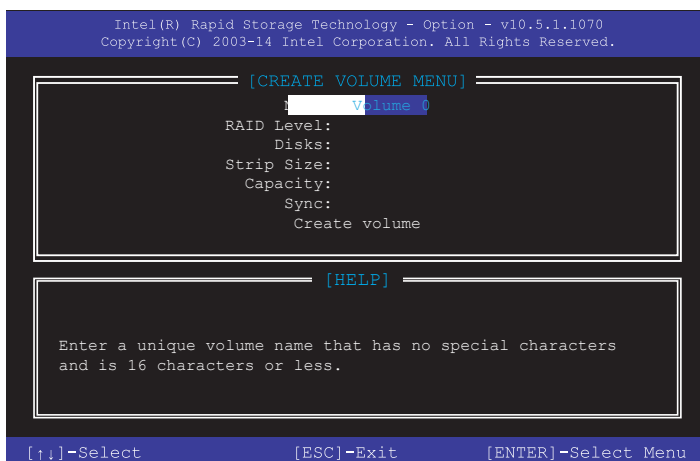 Intel(R) Rapid Storage Technology - Option - v10.5.1.1070
Copyright(C) 2003-14 Intel Corporation. All Rights Reserved.
[CREATE VOLUME MENU]
Volume 0
RAID Level:
Disks:
Strip Size:
Capacity:
Sync:
Create volume
[HELP]
Enter a unique volume name that has no special characters
and is 16 characters or less.
[↑↓]-Select [ESC]-Exit [ENTER]-Select Menu